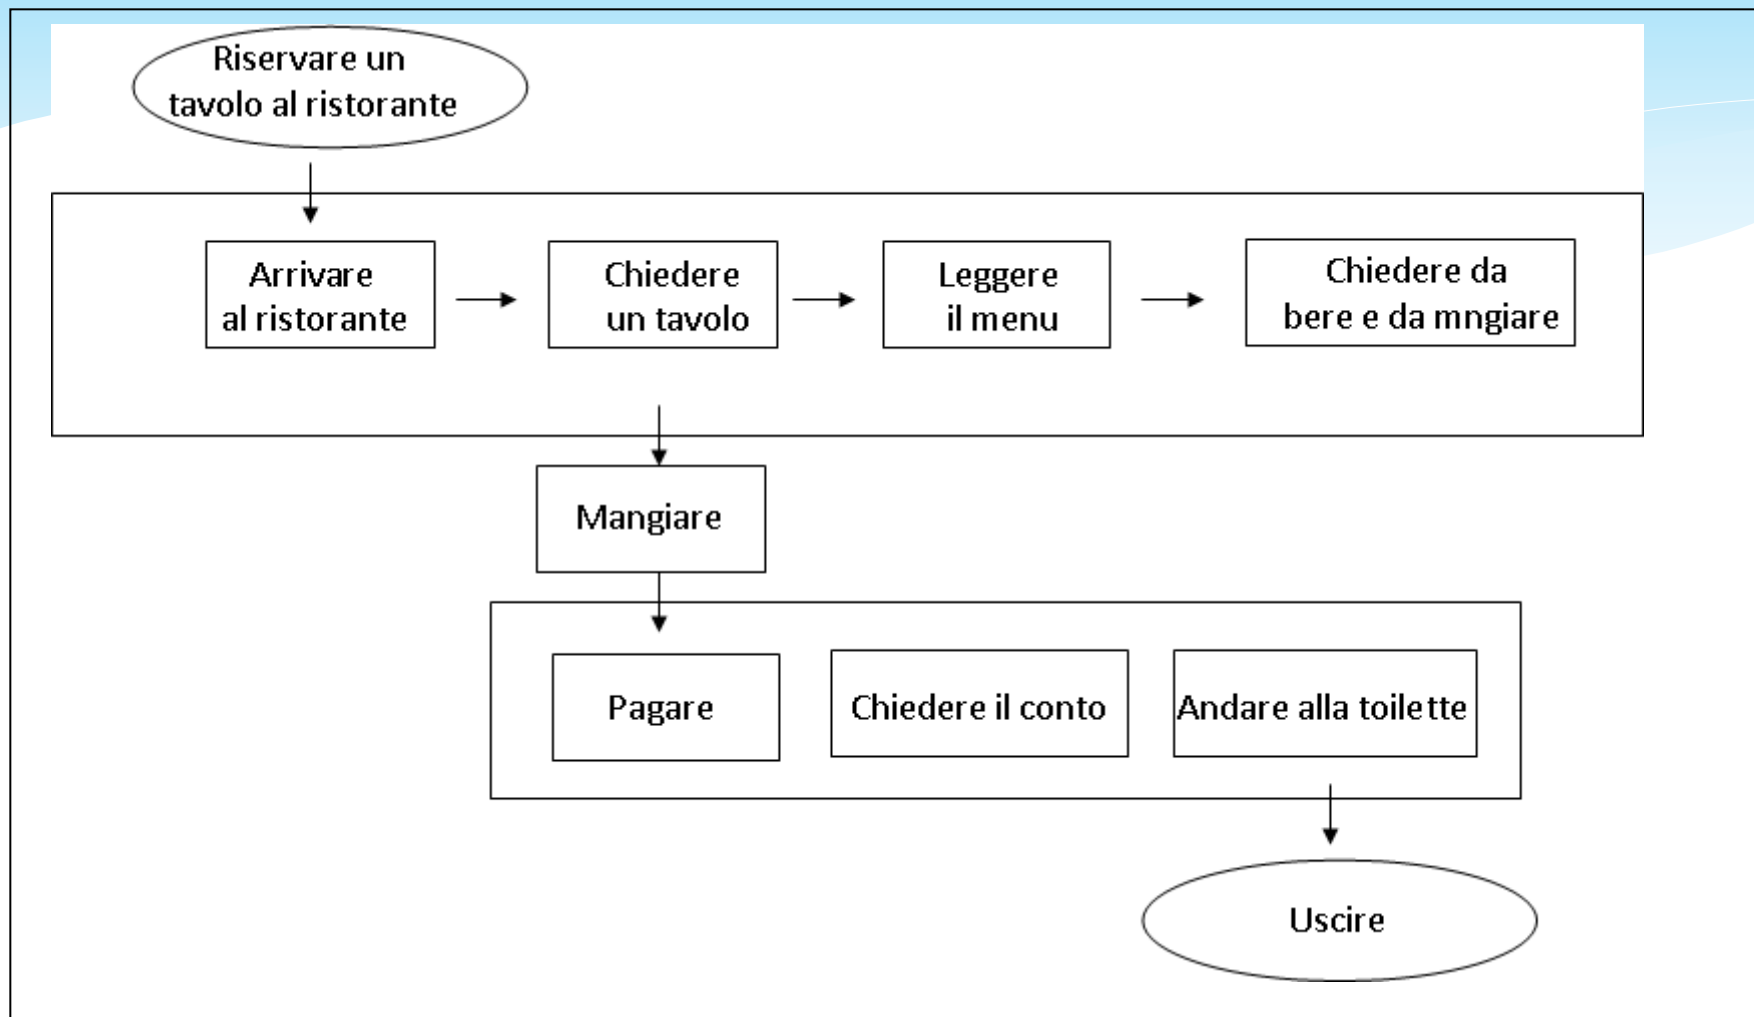 Riservare un
tavolo al ristorante
Arrivare
al ristorante
Chiedere
un tavolo
Leggere
il menu
Chiedere da
bere e da mngiare
Mangiare
Pagare
Chiedere il conto
Andare alla toilette
Uscire